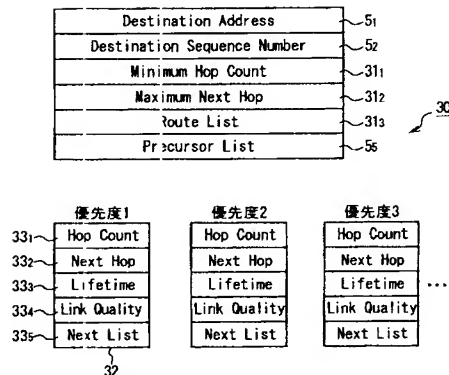 Destination Address 5₁
Destination Sequence Number 5₂
Minimum Hop Count 31₁
Maximum Next Hop 31₂
Route List 31₃
Precursor List 5₅
30
優先度1 優先度2 優先度3
33₁ Hop Count Hop Count Hop Count
33₂ Next Hop Next Hop Next Hop
33₃ Lifetime Lifetime Lifetime ...
33₄ Link Quality Link Quality Link Quality
33₅ Next List Next List Next List
32